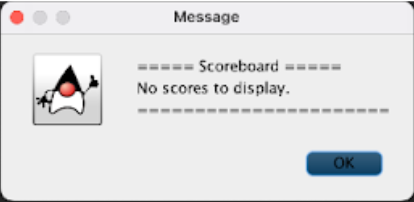 Message
===== Scoreboard =====
No scores to display.
======================
OK